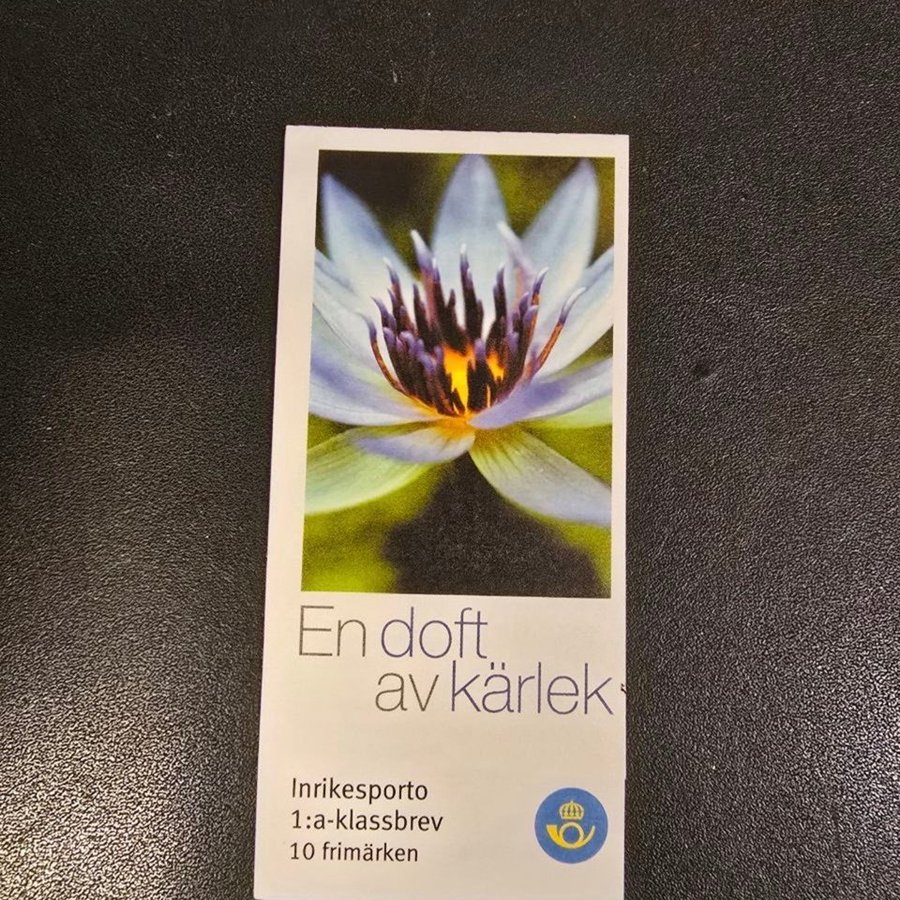 En doft
av kärlek
Inrikesporto
1:a-klassbrev
10 frimärken